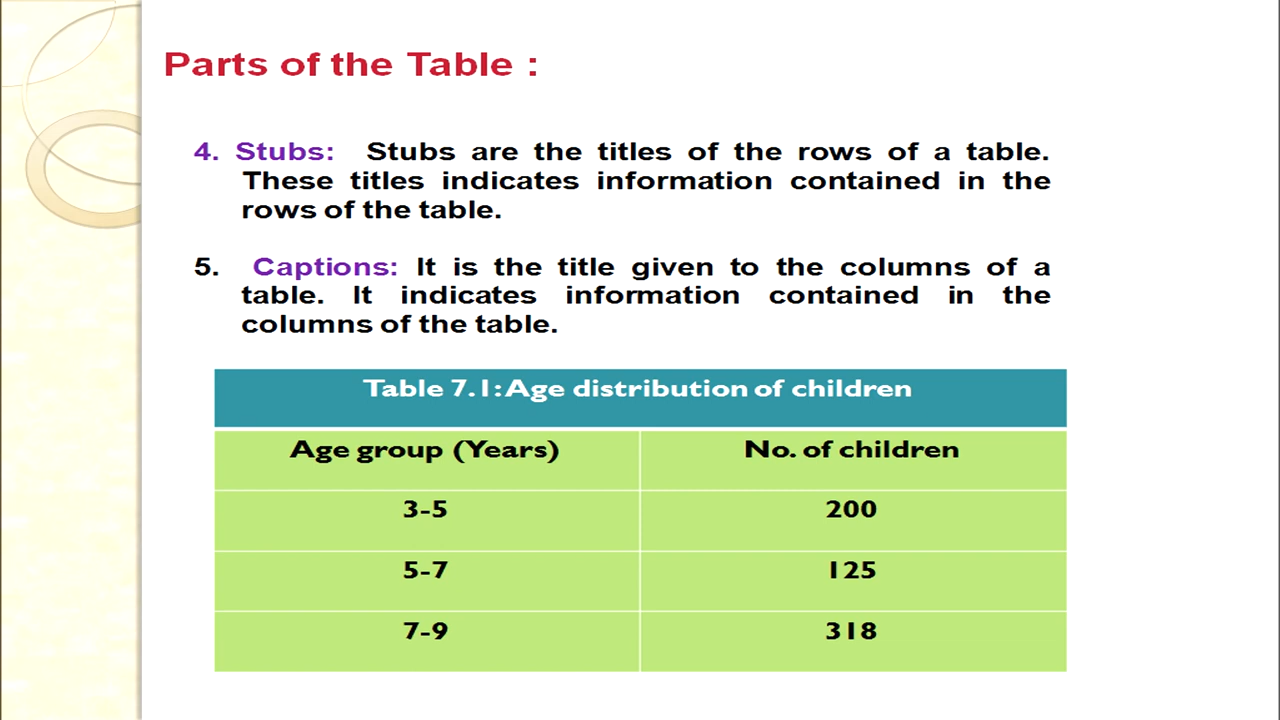 Parts of the Table :
4. Stubs: Stubs are the titles of the rows of a table.
These titles indicates information contained in the
rows of the table.
5. Captions: It is the title given to the columns of a
table. It indicates information contained in the
columns of the table.
Table 7.1: Age distribution of children
Age group (Years) No. of children
3-5 200
5-7 125
7-9 318